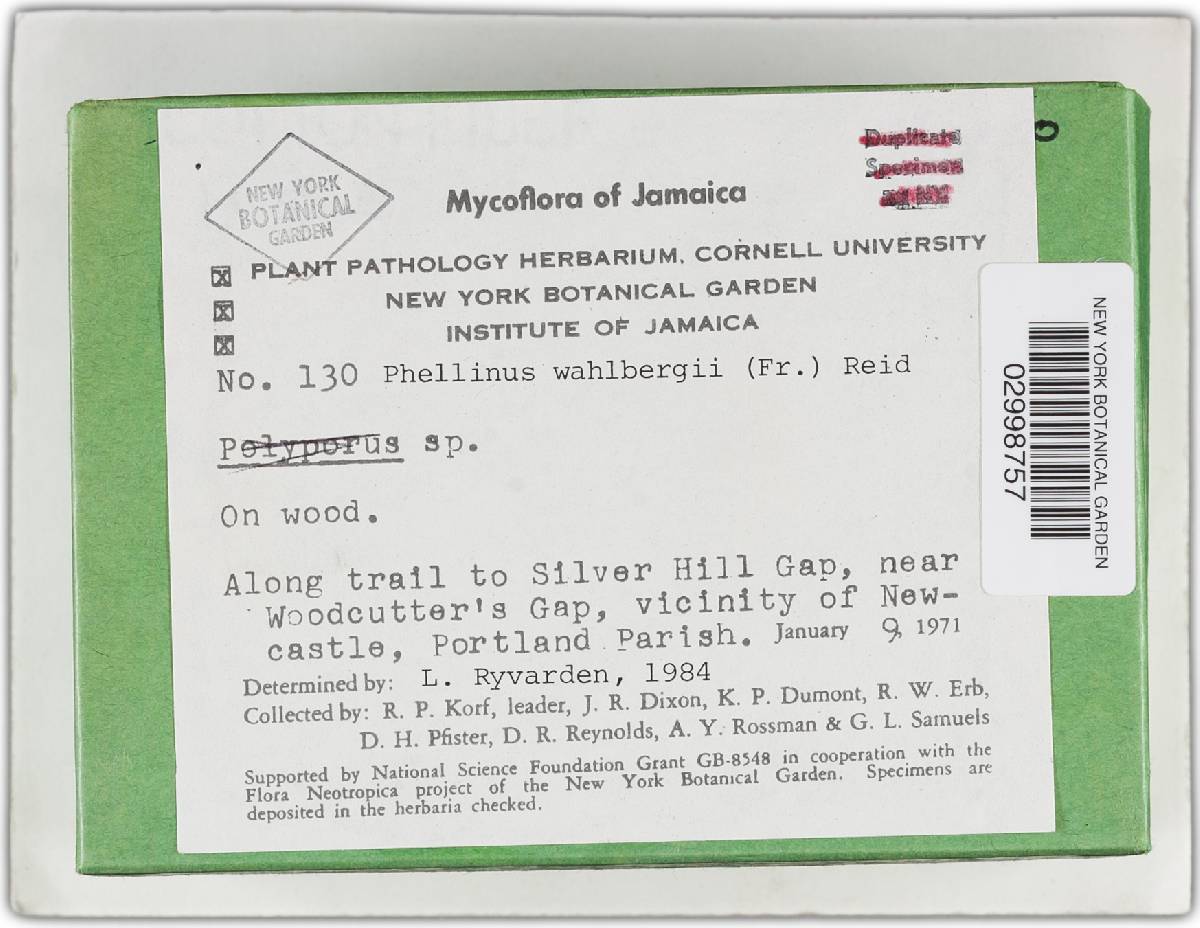 NEW YORK
BOTANICAL
GARDEN
Duplicate
Specimen
at NY
Mycoflora of Jamaica
☒ PLANT PATHOLOGY HERBARIUM, CORNELL UNIVERSITY
☒ NEW YORK BOTANICAL GARDEN
☒ INSTITUTE OF JAMAICA
No. 130 Phellinus wahlbergii (Fr.) Reid
Polyporus sp.
On wood.
Along trail to Silver Hill Gap, near
Woodcutter's Gap, vicinity of New-
castle, Portland Parish. January 9, 1971
Determined by: L. Ryvarden, 1984
Collected by: R. P. Korf, leader, J. R. Dixon, K. P. Dumont, R. W. Erb,
D. H. Pfister, D. R. Reynolds, A. Y. Rossman & G. L. Samuels
Supported by National Science Foundation Grant GB-8548 in cooperation with the
Flora Neotropica project of the New York Botanical Garden. Specimens are
deposited in the herbaria checked.
NEW YORK BOTANICAL GARDEN
02998757